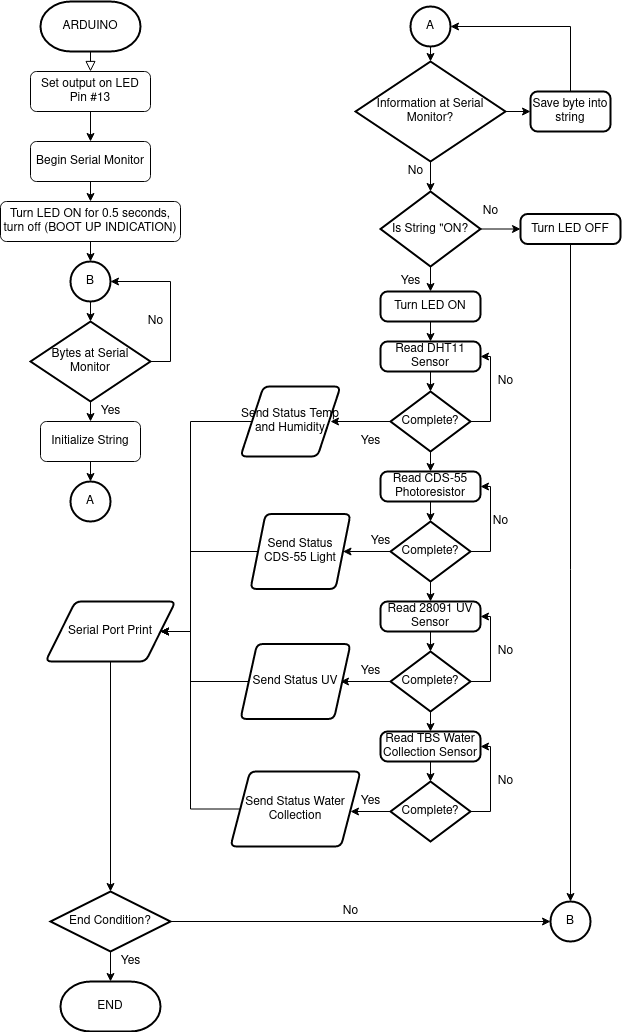 ARDUINO
Set output on LED
Pin #13
Begin Serial Monitor
Turn LED ON for 0.5 seconds,
turn off (BOOT UP INDICATION)
B
No
Bytes at Serial
Monitor
Yes
Initialize String
A
A
Information at Serial
Monitor?
Save byte into
string
No
Is String "ON?
No
Turn LED OFF
Yes
Turn LED ON
Read DHT11
Sensor
No
Complete?
Yes
Send Status Temp
and Humidity
Read CDS-55
Photoresistor
No
Complete?
Yes
Send Status
CDS-55 Light
Read 28091 UV
Sensor
No
Complete?
Yes
Send Status UV
Read TBS Water
Collection Sensor
No
Complete?
Yes
Send Status Water
Collection
Serial Port Print
End Condition?
No
B
Yes
END